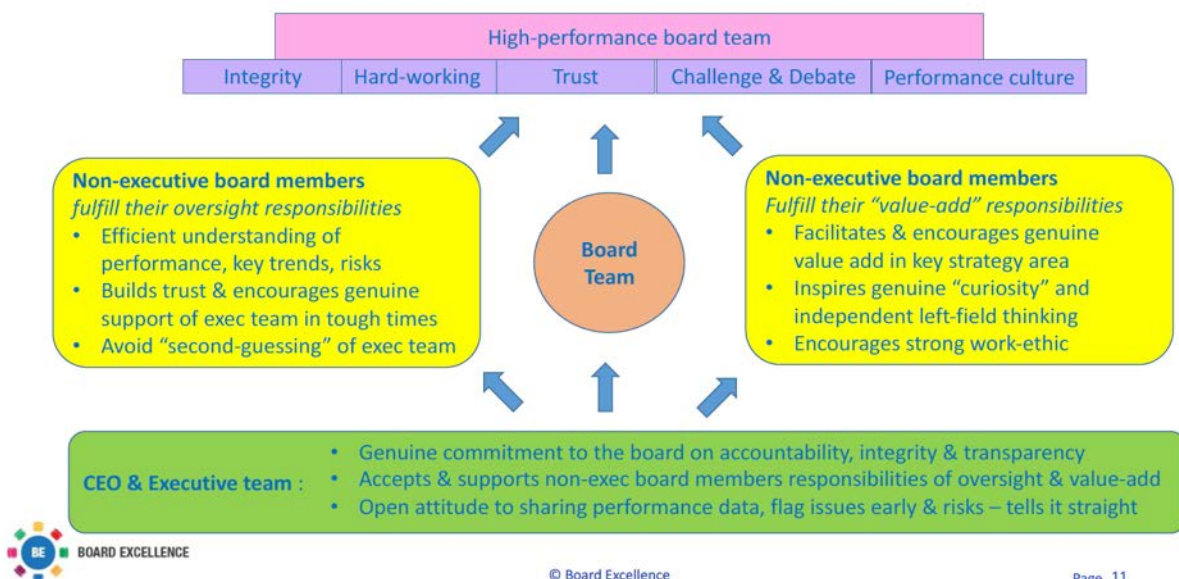 High-performance board team
Integrity
Hard-working
Trust
Challenge & Debate
Performance culture
Non-executive board members
fulfill their oversight responsibilities
• Efficient understanding of
performance, key trends, risks
• Builds trust & encourages genuine
support of exec team in tough times
• Avoid “second-guessing” of exec team
Board
Team
Non-executive board members
Fulfill their “value-add” responsibilities
• Facilitates & encourages genuine
value add in key strategy area
• Inspires genuine “curiosity” and
independent left-field thinking
• Encourages strong work-ethic
CEO & Executive team :
• Genuine commitment to the board on accountability, integrity & transparency
• Accepts & supports non-exec board members responsibilities of oversight & value-add
• Open attitude to sharing performance data, flag issues early & risks – tells it straight
BE
BOARD EXCELLENCE
© Board Excellence
Page 11